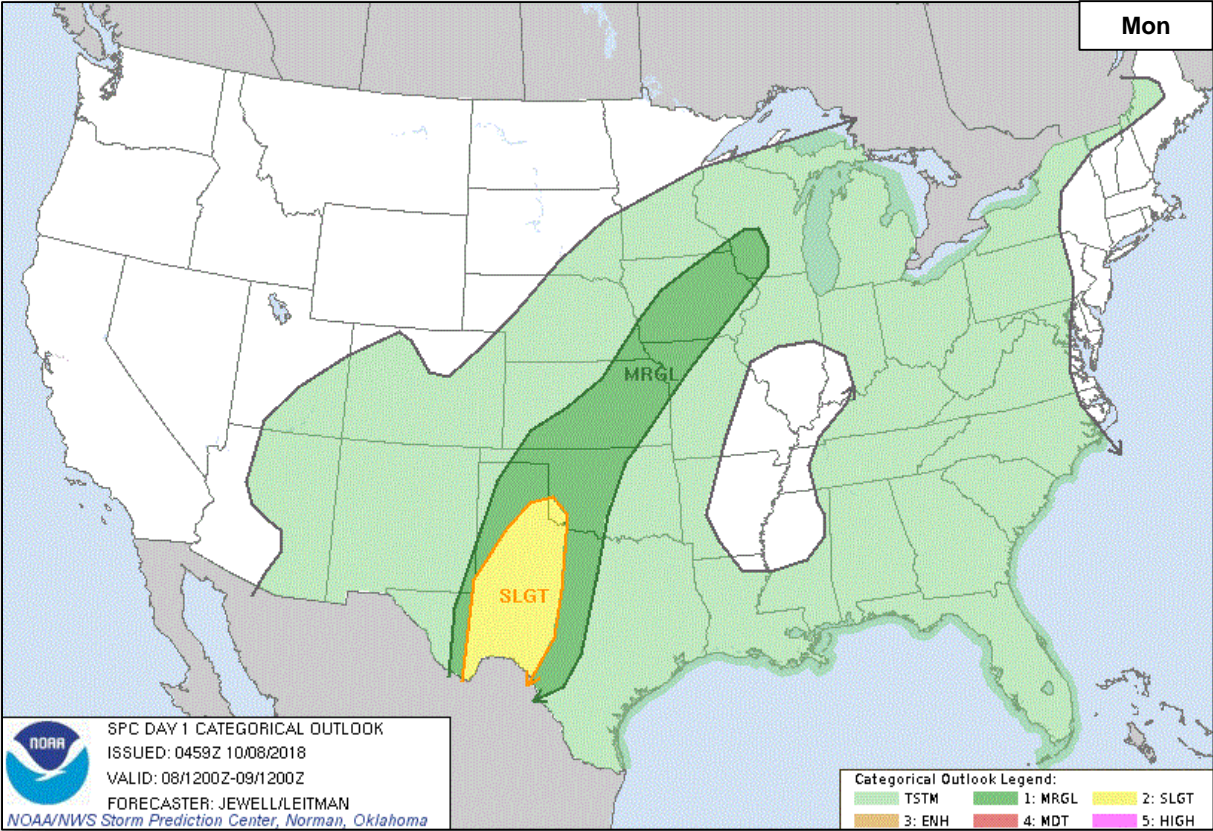 Mon
MRGL
SLGT
NOAA
SPC DAY 1 CATEGORICAL OUTLOOK
ISSUED: 0459Z 10/08/2018
VALID: 08/1200Z-09/1200Z
FORECASTER: JEWELL/LEITMAN
NOAA/NWS Storm Prediction Center, Norman, Oklahoma
Categorical Outlook Legend:
TSTM 1: MRGL 2: SLGT
3: ENH 4: MDT 5: HIGH